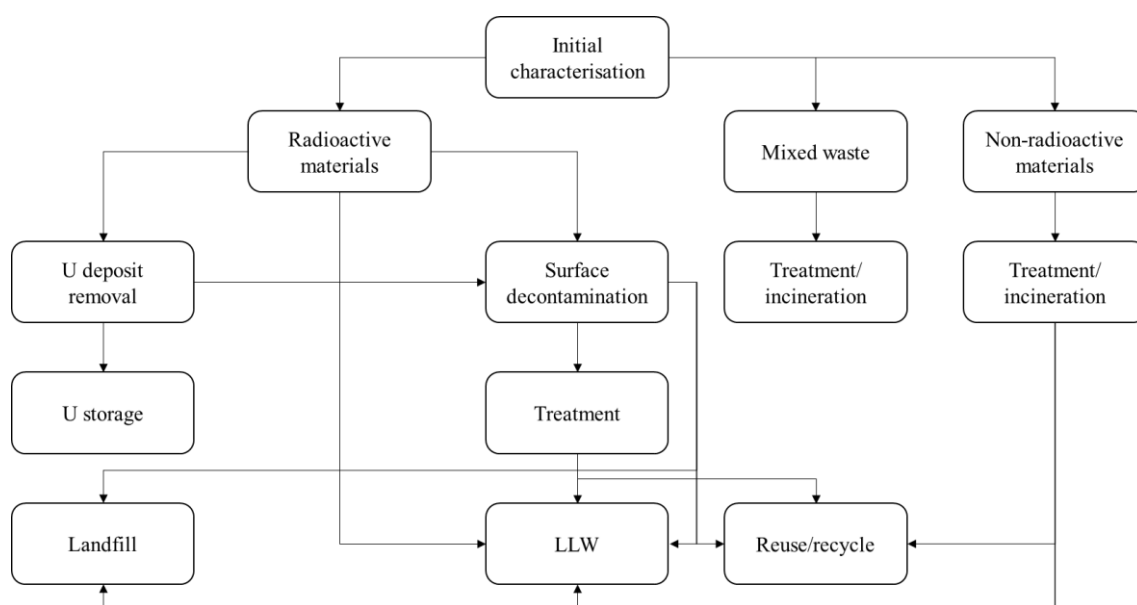 Initial
characterisation
Radioactive
materials
Mixed waste
Non-radioactive
materials
U deposit
removal
Surface
decontamination
Treatment/
incineration
Treatment/
incineration
U storage
Treatment
Landfill
LLW
Reuse/recycle